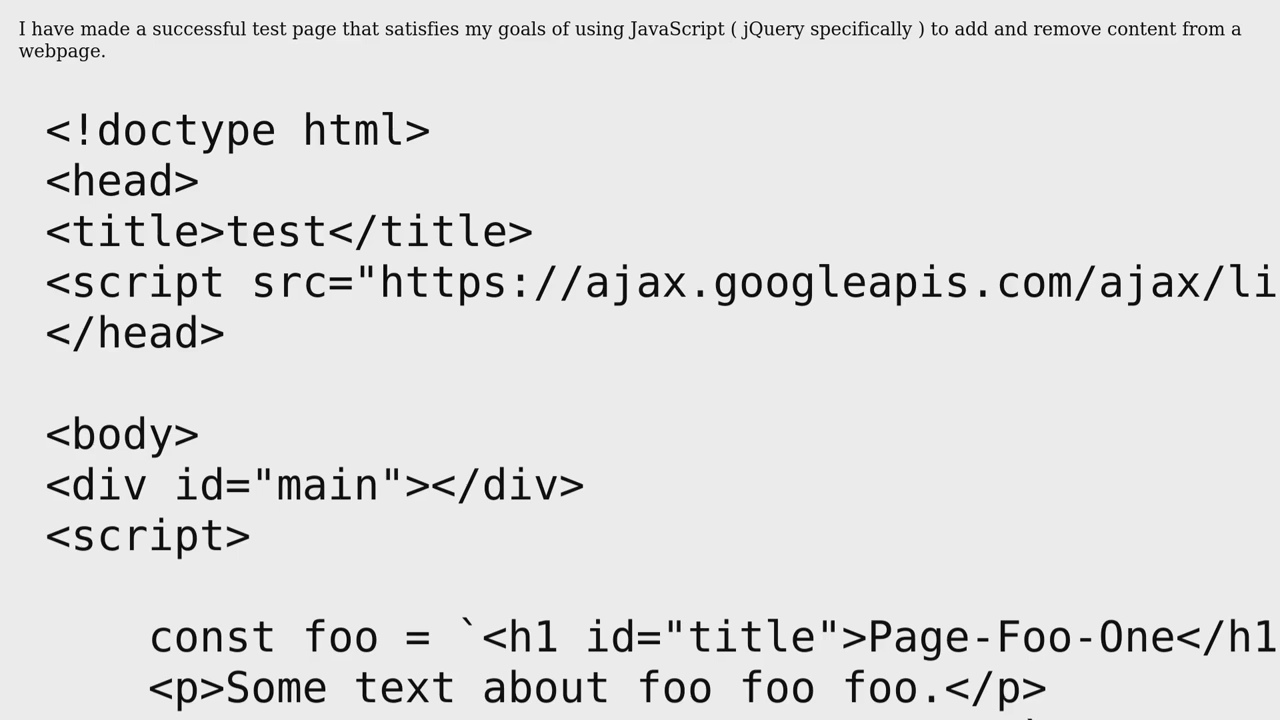 I have made a successful test page that satisfies my goals of using JavaScript ( jQuery specifically ) to add and remove content from a
webpage.
<!doctype html>
<head>
<title>test</title>
<script src="https://ajax.googleapis.com/ajax/li
</head>
<body>
<div id="main"></div>
<script>
const foo = `<h1 id="title">Page-Foo-One</h1
<p>Some text about foo foo foo.</p>